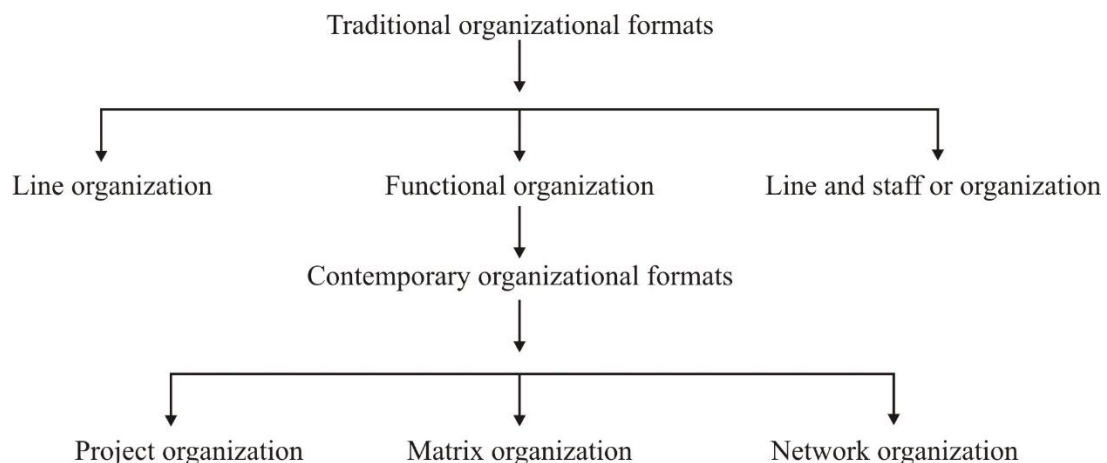 Traditional organizational formats
Line organization
Functional organization
Line and staff or organization
Contemporary organizational formats
Project organization
Matrix organization
Network organization